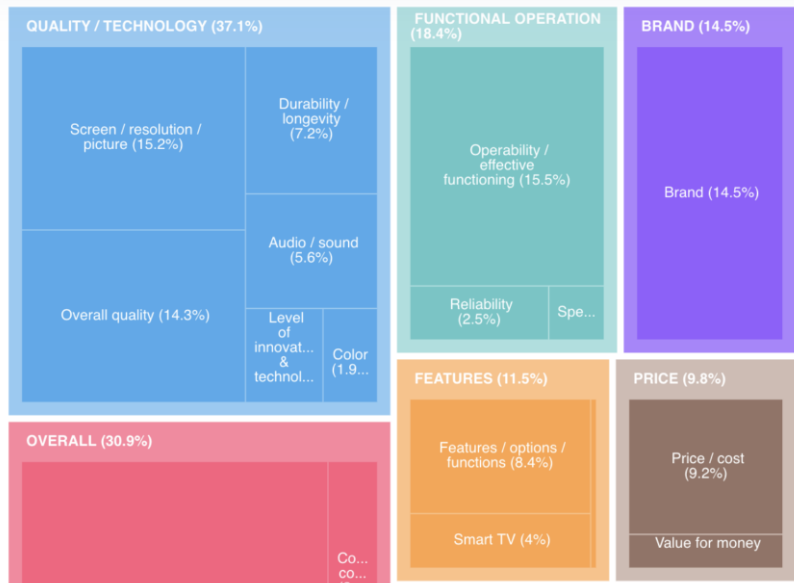 QUALITY / TECHNOLOGY (37.1%)
Screen / resolution /
picture (15.2%)
Overall quality (14.3%)
Durability /
longevity
(7.2%)
Audio / sound
(5.6%)
Level
of
innovat...
&
technol...
Color
(1.9...
OVERALL (30.9%)
Co...
co...
FUNCTIONAL OPERATION
(18.4%)
Operability /
effective
functioning (15.5%)
Reliability
(2.5%)
Spe...
BRAND (14.5%)
Brand (14.5%)
FEATURES (11.5%)
Features / options /
functions (8.4%)
Smart TV (4%)
PRICE (9.8%)
Price / cost
(9.2%)
Value for money